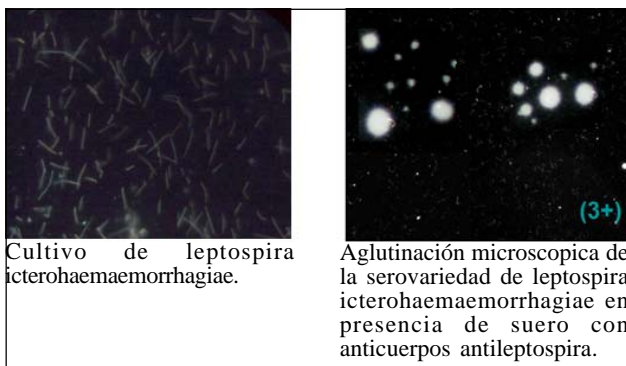 (3+)
Cultivo de leptospira
icterohaemaemorrhagiae.
Aglutinación microscopica de
la serovariedad de leptospira
icterohaemaemorrhagiae en
presencia de suero con
anticuerpos antileptospira.